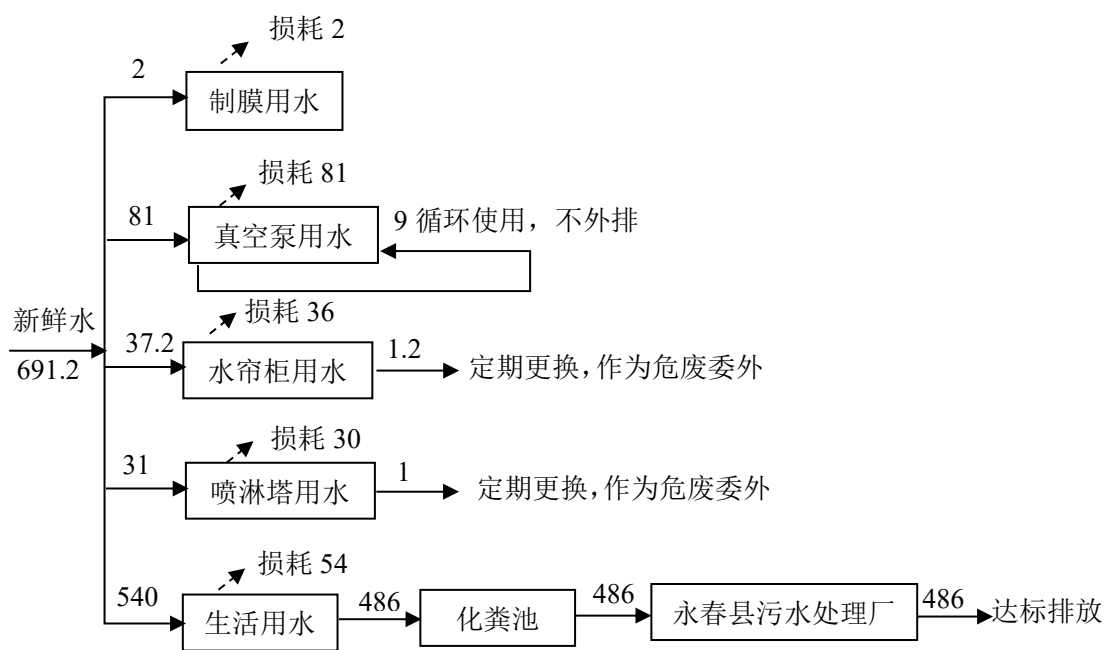 损耗 2
2
制膜用水
损耗 81
81
真空泵用水
9 循环使用，不外排
新鲜水
691.2
损耗 36
37.2
水帘柜用水
1.2
定期更换，作为危废委外
损耗 30
31
喷淋塔用水
1
定期更换，作为危废委外
损耗 54
540
生活用水
486
化粪池
486
永春县污水处理厂
486
达标排放